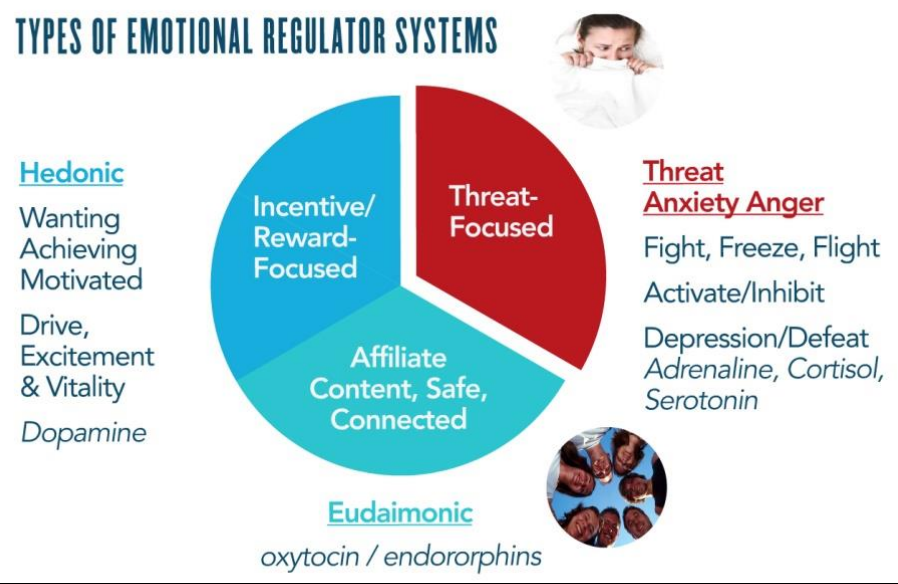 TYPES OF EMOTIONAL REGULATOR SYSTEMS
Hedonic
Wanting
Achieving
Motivated
Drive,
Excitement
& Vitality
Dopamine
Incentive/
Reward-
Focused
Threat-
Focused
Affiliate
Content, Safe,
Connected
Threat
Anxiety Anger
Fight, Freeze, Flight
Activate/Inhibit
Depression/Defeat
Adrenaline, Cortisol,
Serotonin
Eudaimonic
oxytocin / endororphins